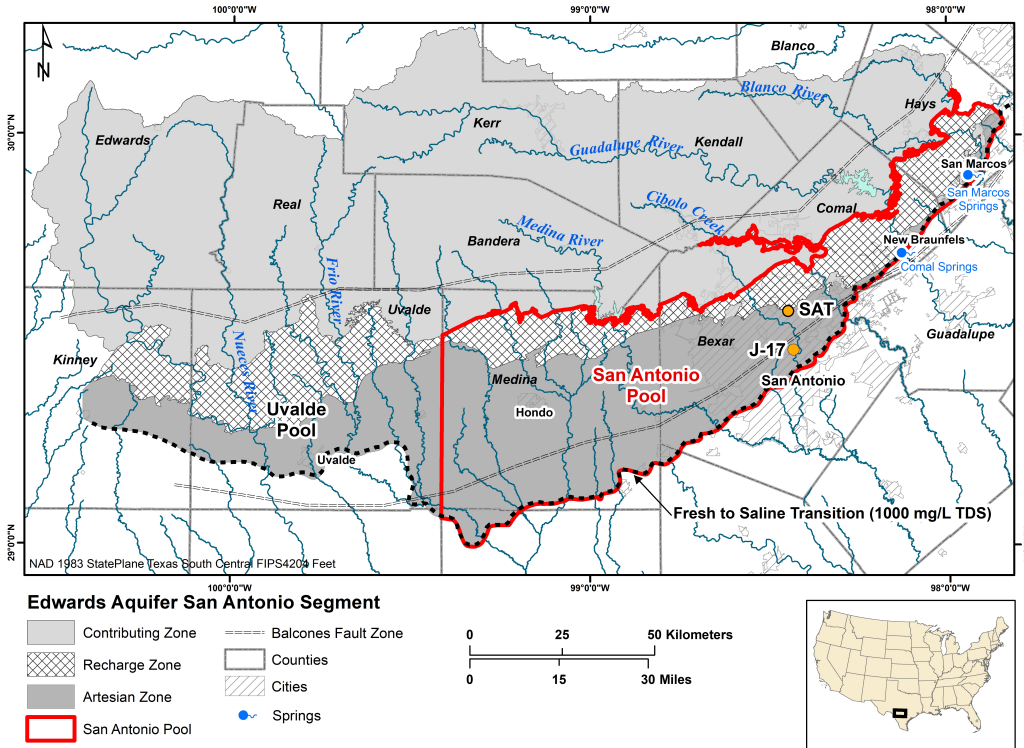 100°0'0"W
99°0'0"W
98°0'0"W
N
Blanco
Blanco River
Hays
30°0'0"N
Edwards
Kerr
Kendall
Guadalupe River
San Marcos
San Marcos
Springs
Real
Cibolo Creek
Comal
Medina River
Bandera
New Braunfels
Comal Springs
Frio River
Uvalde
SAT
Guadalupe
Nueces River
Bexar
J-17
Kinney
Medina
San Antonio
Pool
San Antonio
Hondo
Uvalde
Pool
Uvalde
Fresh to Saline Transition (1000 mg/L TDS)
29°0'0"N
NAD 1983 StatePlane Texas South Central FIPS4204 Feet
100°0'0"W
99°0'0"W
98°0'0"W
Edwards Aquifer San Antonio Segment
Contributing Zone
Recharge Zone
Artesian Zone
San Antonio Pool
Balcones Fault Zone
Counties
Cities
Springs
0 25 50 Kilometers
0 15 30 Miles